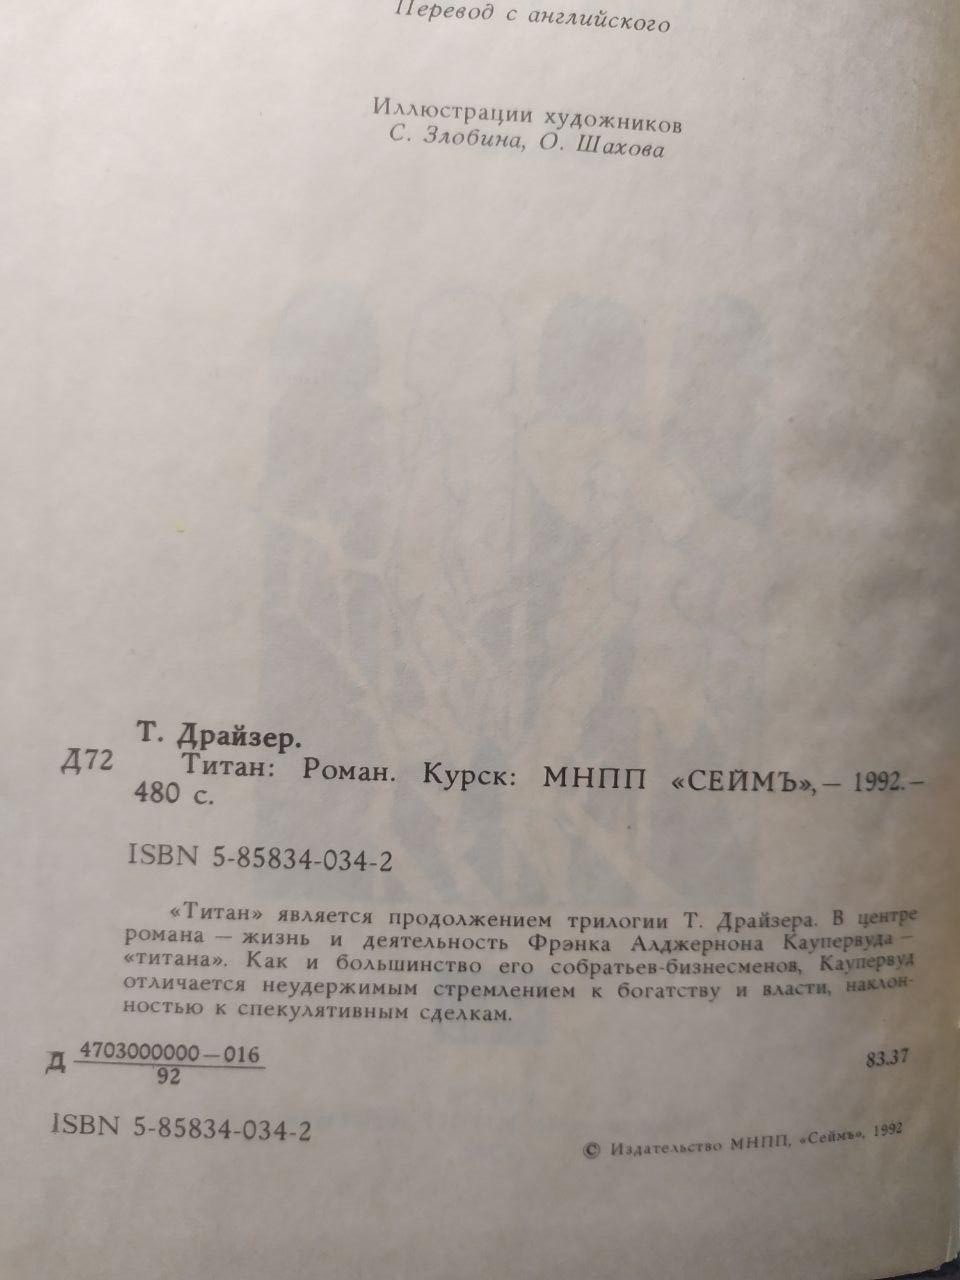 Перевод с английского
Иллюстрации художников
С. Злобина, О. Шахова
Т. Драйзер.
Д72 Титан: Роман. Курск: МНПП «СЕЙМЪ», — 1992. —
480 с.
ISBN 5-85834-034-2
«Титан» является продолжением трилогии Т. Драйзера. В центре
романа — жизнь и деятельность Фрэнка Алджернона Каупервуда —
«титана». Как и большинство его собратьев-бизнесменов, Каупервуд
отличается неудержимым стремлением к богатству и власти, наклон-
ностью к спекулятивным сделкам.
Д 4703000000—016
92
83.37
ISBN 5-85834-034-2
© Издательство МНПП, «Сеймъ», 1992